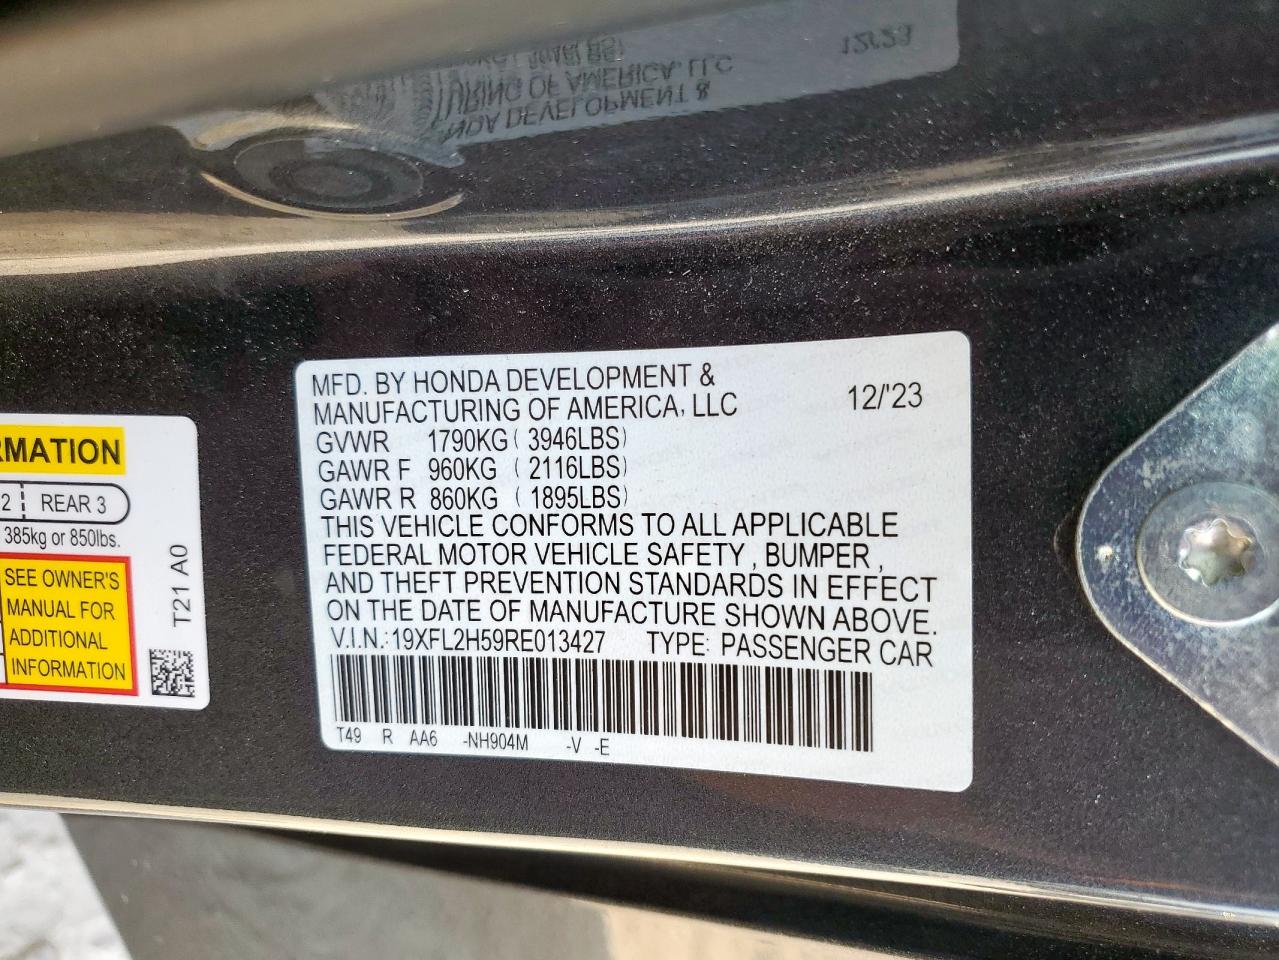 RMATION
2 REAR 3
385kg or 850lbs.
SEE OWNER'S
MANUAL FOR
ADDITIONAL
INFORMATION
T21 A0
MFD. BY HONDA DEVELOPMENT &
MANUFACTURING OF AMERICA, LLC 12/'23
GVWR 1790KG ( 3946LBS)
GAWR F 960KG ( 2116LBS)
GAWR R 860KG ( 1895LBS)
THIS VEHICLE CONFORMS TO ALL APPLICABLE
FEDERAL MOTOR VEHICLE SAFETY , BUMPER ,
AND THEFT PREVENTION STANDARDS IN EFFECT
ON THE DATE OF MANUFACTURE SHOWN ABOVE.
V.I.N.: 19XFL2H59RE013427 TYPE: PASSENGER CAR
T49 R AA6 -NH904M -V -E